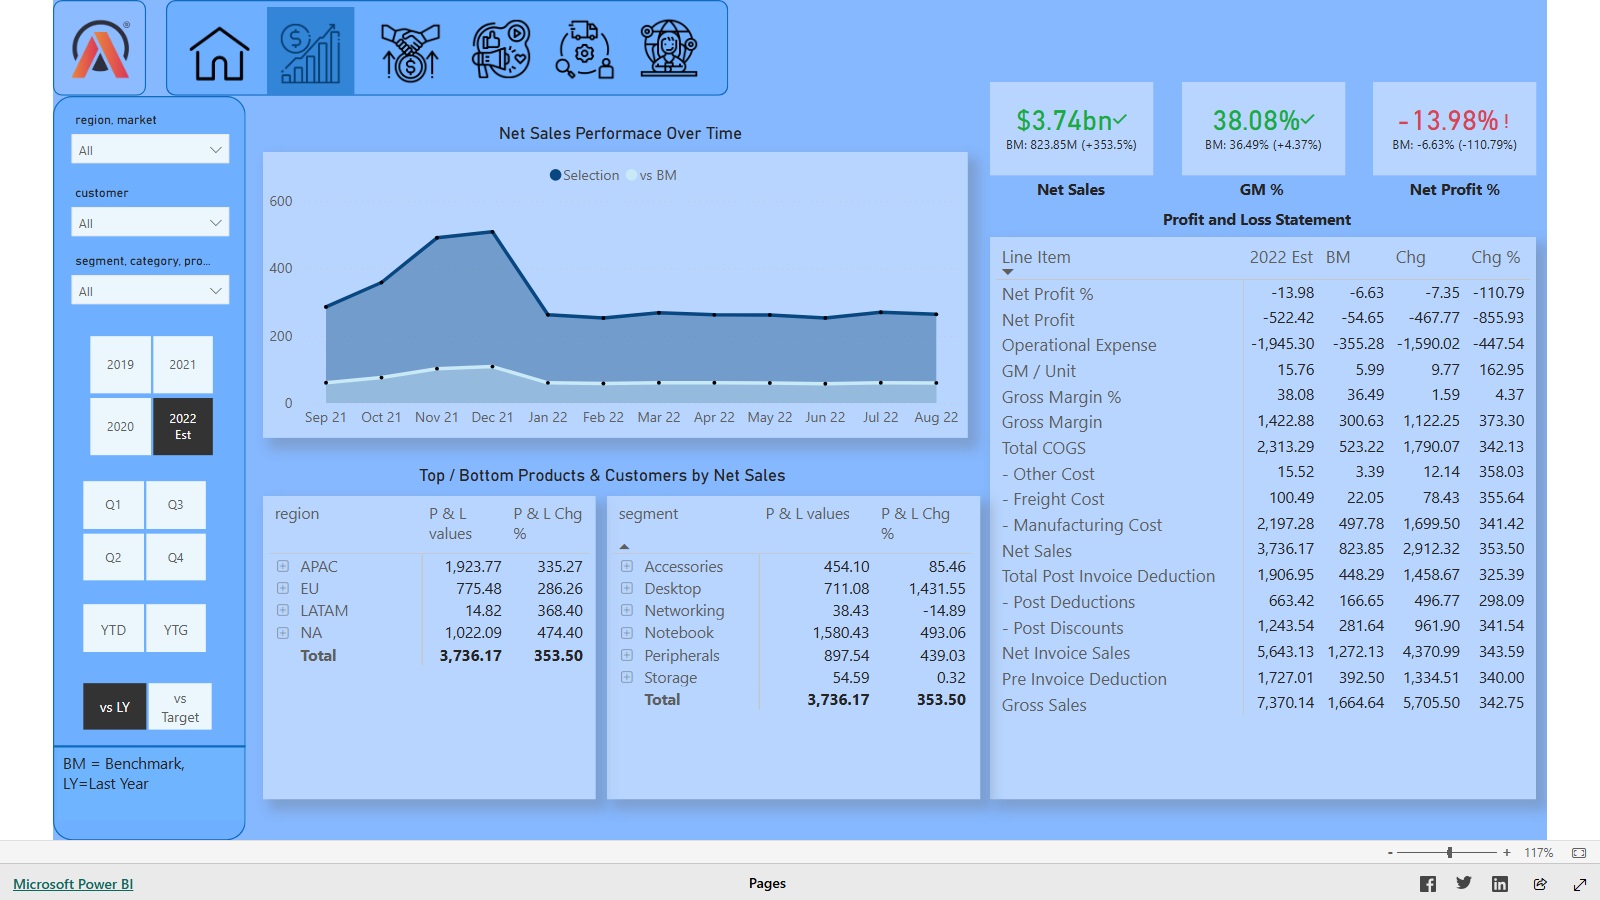 region, market
All
customer
All
segment, category, pro...
All
2019 2021
2020 2022 Est
Q1 Q3
Q2 Q4
YTD YTG
vs LY vs Target
BM = Benchmark,
LY=Last Year
Net Sales Performace Over Time
Selection vs BM
600
400
200
0
Sep 21 Oct 21 Nov 21 Dec 21 Jan 22 Feb 22 Mar 22 Apr 22 May 22 Jun 22 Jul 22 Aug 22
$3.74bn
BM: 823.85M (+353.5%)
Net Sales
38.08%
BM: 36.49% (+4.37%)
GM %
-13.98% !
BM: -6.63% (-110.79%)
Net Profit %
Top / Bottom Products & Customers by Net Sales
region P & L values P & L Chg %
APAC 1,923.77 335.27
EU 775.48 286.26
LATAM 14.82 368.40
NA 1,022.09 474.40
Total 3,736.17 353.50
segment P & L values P & L Chg %
Accessories 454.10 85.46
Desktop 711.08 1,431.55
Networking 38.43 -14.89
Notebook 1,580.43 493.06
Peripherals 897.54 439.03
Storage 54.59 0.32
Total 3,736.17 353.50
Profit and Loss Statement
Line Item 2022 Est BM Chg Chg %
Net Profit % -13.98 -6.63 -7.35 -110.79
Net Profit -522.42 -54.65 -467.77 -855.93
Operational Expense -1,945.30 -355.28 -1,590.02 -447.54
GM / Unit 15.76 5.99 9.77 162.95
Gross Margin % 38.08 36.49 1.59 4.37
Gross Margin 1,422.88 300.63 1,122.25 373.30
Total COGS 2,313.29 523.22 1,790.07 342.13
- Other Cost 15.52 3.39 12.14 358.03
- Freight Cost 100.49 22.05 78.43 355.64
- Manufacturing Cost 2,197.28 497.78 1,699.50 341.42
Net Sales 3,736.17 823.85 2,912.32 353.50
Total Post Invoice Deduction 1,906.95 448.29 1,458.67 325.39
- Post Deductions 663.42 166.65 496.77 298.09
- Post Discounts 1,243.54 281.64 961.90 341.54
Net Invoice Sales 5,643.13 1,272.13 4,370.99 343.59
Pre Invoice Deduction 1,727.01 392.50 1,334.51 340.00
Gross Sales 7,370.14 1,664.64 5,705.50 342.75
- + 117%
Microsoft Power BI
Pages